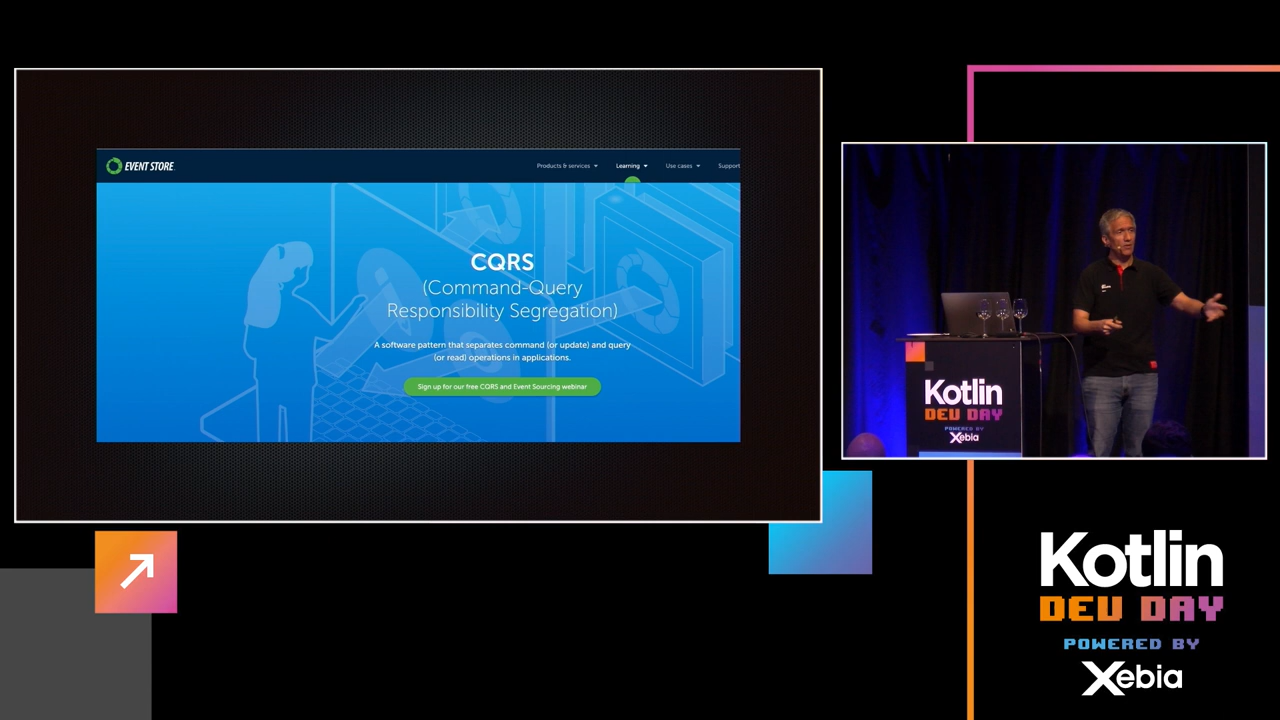 EVENT STORE
Products & services
Learning
Use cases
Support
CQRS
(Command-Query
Responsibility Segregation)
A software pattern that separates command (or update) and query
(or read) operations in applications.
Sign up for our free CQRS and Event Sourcing webinar
Kotlin
DEV DAY
POWERED BY
Xebia
Kotlin
DEV DAY
POWERED BY
Xebia